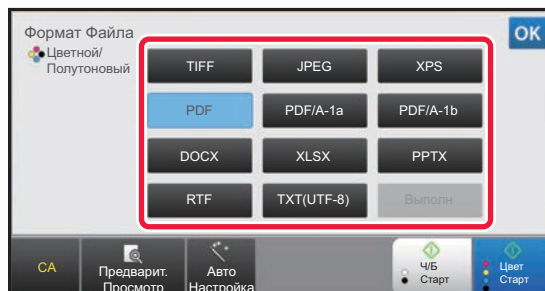 Формат Файла
OK
Цветной/
Полутоновый
TIFF JPEG XPS
PDF PDF/A-1a PDF/A-1b
DOCX XLSX PPTX
RTF TXT(UTF-8) Выполн
CA
Предварит.
Просмотр
Авто
Настройка
Ч/Б
Старт
Цвет
Старт